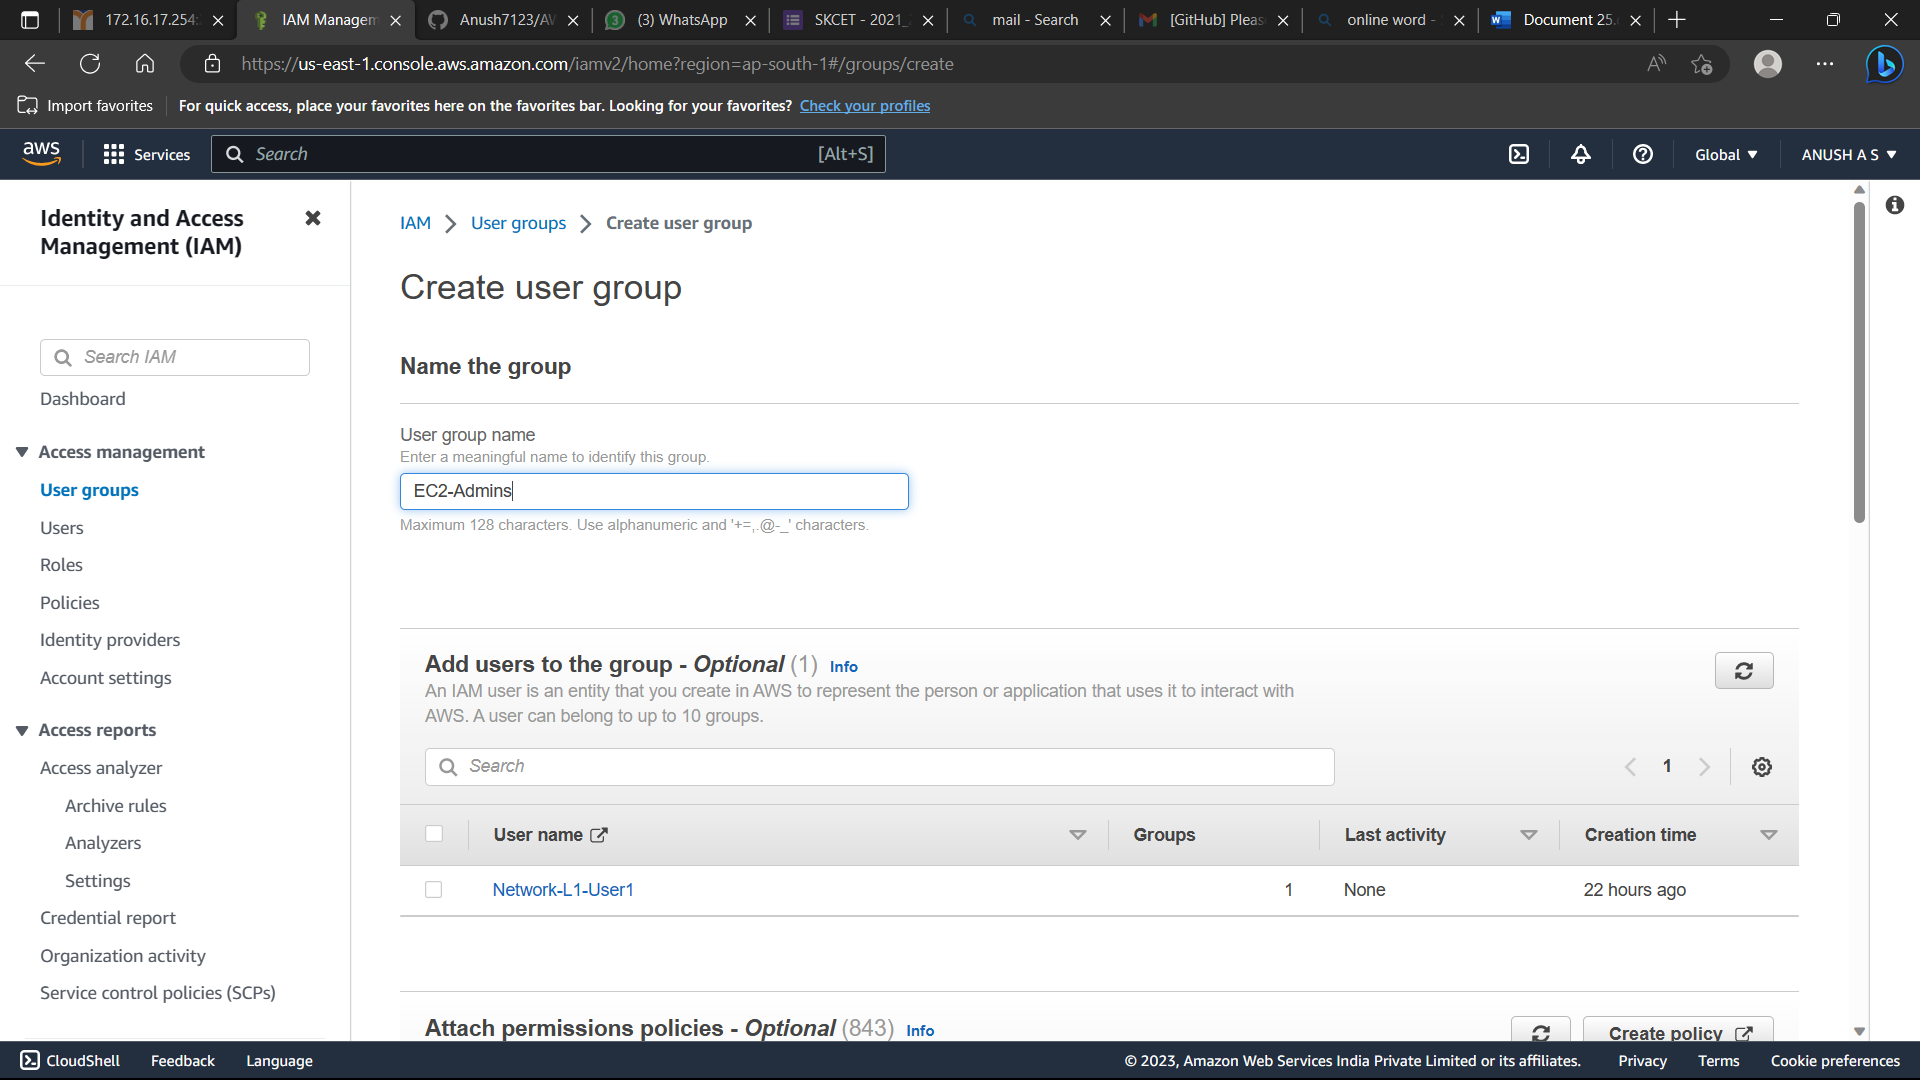 172.16.17.254:
IAM Managem
Anush7123/AW
(3) WhatsApp
SKCET - 2021_
mail - Search
[GitHub] Pleas
online word -
Document 25.
https://us-east-1.console.aws.amazon.com/iamv2/home?region=ap-south-1#/groups/create
Import favorites
For quick access, place your favorites here on the favorites bar. Looking for your favorites? Check your profiles
aws
Services
Search
[Alt+S]
Global
ANUSH A S
Identity and Access
Management (IAM)
Search IAM
Dashboard
Access management
User groups
Users
Roles
Policies
Identity providers
Account settings
Access reports
Access analyzer
Archive rules
Analyzers
Settings
Credential report
Organization activity
Service control policies (SCPs)
IAM
User groups
Create user group
Create user group
Name the group
User group name
Enter a meaningful name to identify this group.
EC2-Admins
Maximum 128 characters. Use alphanumeric and '+=,.@-_' characters.
Add users to the group - Optional (1) Info
An IAM user is an entity that you create in AWS to represent the person or application that uses it to interact with
AWS. A user can belong to up to 10 groups.
Search
1
User name
Groups
Last activity
Creation time
Network-L1-User1
1
None
22 hours ago
Attach permissions policies - Optional (843) Info
Create policy
CloudShell
Feedback
Language
© 2023, Amazon Web Services India Private Limited or its affiliates.
Privacy
Terms
Cookie preferences